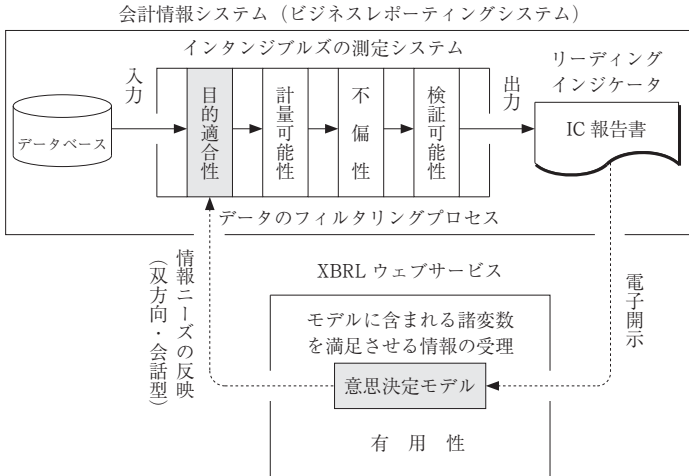 会計情報システム（ビジネスレポーティングシステム）
インタンジブルズの測定システム
リーディング
インジケータ
入力
出力
データベース
目的適合性
計量可能性
不偏性
検証可能性
IC 報告書
データのフィルタリングプロセス
情報ニーズの反映
（双方向・会話型）
XBRL ウェブサービス
電子開示
モデルに含まれる諸変数
を満足させる情報の受理
意思決定モデル
有用性